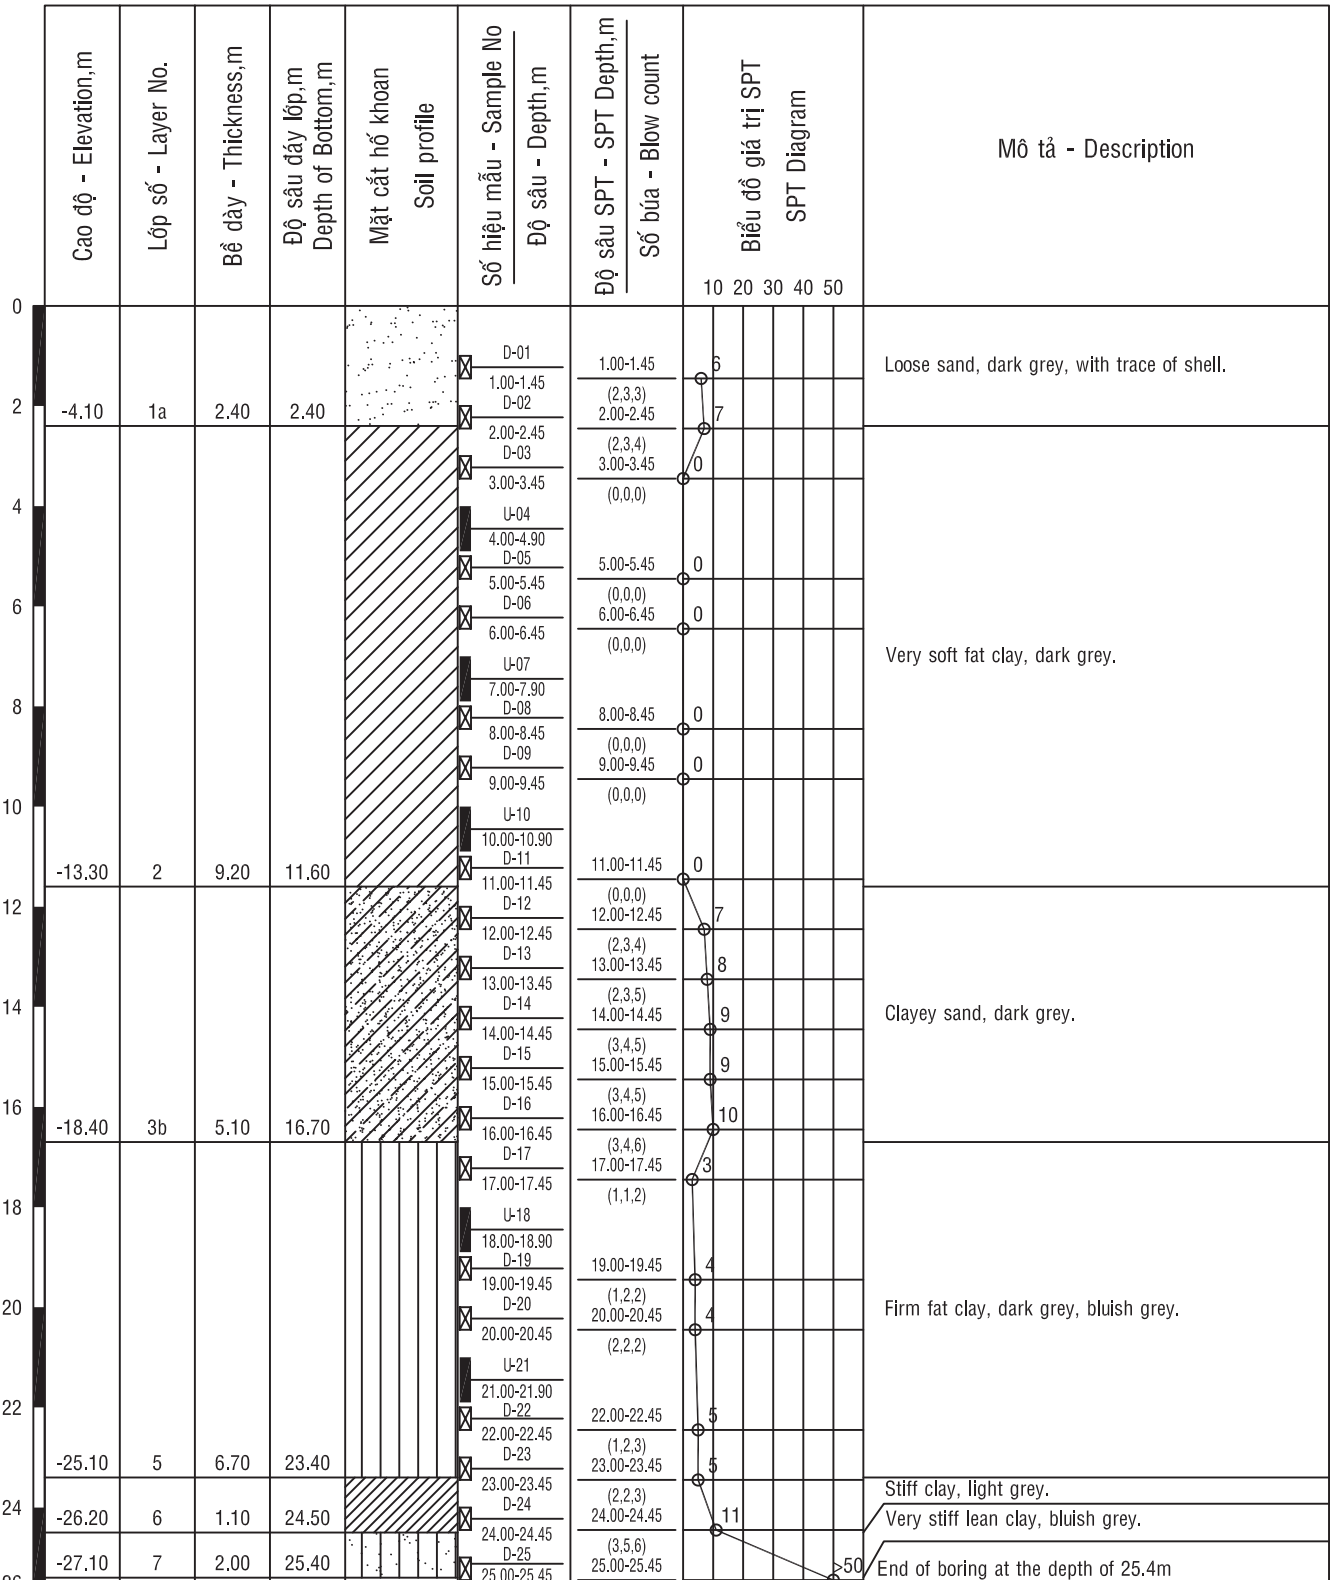 Cao độ - Elevation,m
Lớp số - Layer No.
Bề dày - Thickness,m
Độ sâu đáy lớp,m
Depth of Bottom,m
Mặt cắt hố khoan
Soil profile
Số hiệu mẫu - Sample No
Độ sâu - Depth,m
Độ sâu SPT - SPT Depth,m
Số búa - Blow count
Biểu đồ giá trị SPT
SPT Diagram
10 20 30 40 50
Mô tả - Description
0
D-01
1.00-1.45
1.00-1.45
(2,3,3)
6
Loose sand, dark grey, with trace of shell.
2
-4.10 1a 2.40 2.40
D-02
2.00-2.45
2.00-2.45
(2,3,4)
7
D-03
3.00-3.45
3.00-3.45
(0,0,0)
0
4
U-04
4.00-4.90
D-05
5.00-5.45
5.00-5.45
(0,0,0)
0
6
D-06
6.00-6.45
6.00-6.45
(0,0,0)
0
Very soft fat clay, dark grey.
U-07
7.00-7.90
8
D-08
8.00-8.45
8.00-8.45
(0,0,0)
0
D-09
9.00-9.45
9.00-9.45
(0,0,0)
0
10
U-10
10.00-10.90
D-11
11.00-11.45
11.00-11.45
(0,0,0)
0
-13.30 2 9.20 11.60
12
D-12
12.00-12.45
12.00-12.45
(2,3,4)
7
D-13
13.00-13.45
13.00-13.45
(2,3,5)
8
14
D-14
14.00-14.45
14.00-14.45
(3,4,5)
9
Clayey sand, dark grey.
D-15
15.00-15.45
15.00-15.45
(3,4,5)
9
16
D-16
16.00-16.45
16.00-16.45
(3,4,6)
10
-18.40 3b 5.10 16.70
D-17
17.00-17.45
17.00-17.45
(1,1,2)
3
18
U-18
18.00-18.90
D-19
19.00-19.45
19.00-19.45
(1,2,2)
4
20
D-20
20.00-20.45
20.00-20.45
(2,2,2)
4
Firm fat clay, dark grey, bluish grey.
U-21
21.00-21.90
22
D-22
22.00-22.45
22.00-22.45
(1,2,3)
5
D-23
23.00-23.45
23.00-23.45
(2,2,3)
5
-25.10 5 6.70 23.40
Stiff clay, light grey.
24
D-24
24.00-24.45
24.00-24.45
(3,5,6)
11
-26.20 6 1.10 24.50
Very stiff lean clay, bluish grey.
D-25
25.00-25.45
25.00-25.45
>50
-27.10 7 2.00 25.40
End of boring at the depth of 25.4m
26